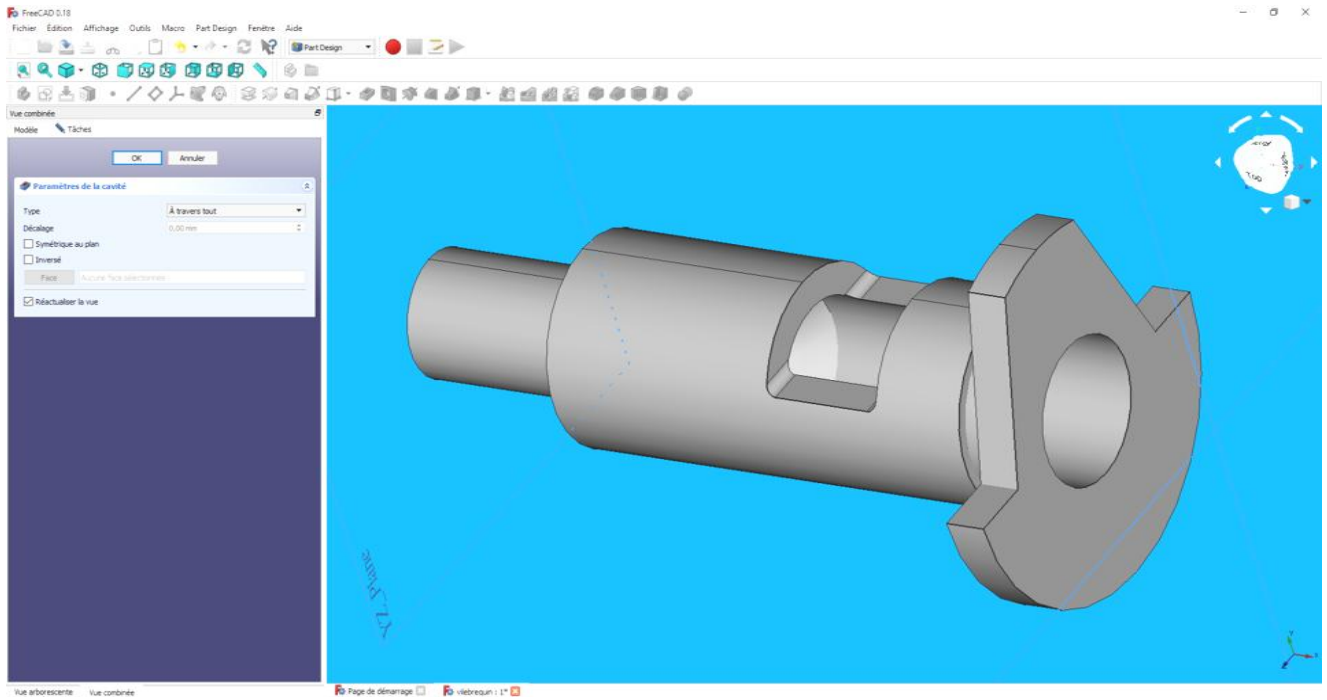 FreeCAD 0.18
Fichier Édition Affichage Outils Macro Part Design Fenêtre Aide
Part Design
Vue combinée
Modèle Tâches
OK Annuler
Paramètres de la cavité
Type À travers tout
Décalage 0,00 mm
Symétrique au plan
Inversé
Face Aucune face sélectionnée
Réactualiser la vue
TOP
YZ_Plane
Y
X
Z
Vue arborescente Vue combinée
Page de démarrage vilebrequin : 1*